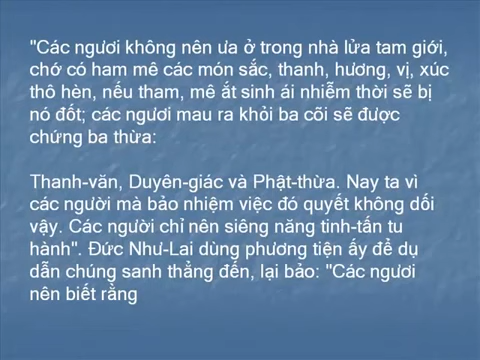 "Các ngươi không nên ưa ở trong nhà lửa tam giới,
chớ có ham mê các món sắc, thanh, hương, vị, xúc
thô hèn, nếu tham, mê ắt sinh ái nhiễm thời sẽ bị
nó đốt; các ngươi mau ra khỏi ba cõi sẽ được
chứng ba thừa:
Thanh-văn, Duyên-giác và Phật-thừa. Nay ta vì
các người mà bảo nhiệm việc đó quyết không dối
vậy. Các người chỉ nên siêng năng tinh-tấn tu
hành". Đức Như-Lai dùng phương tiện ấy để dụ
dẫn chúng sanh thẳng đến, lại bảo: "Các ngươi
nên biết rằng